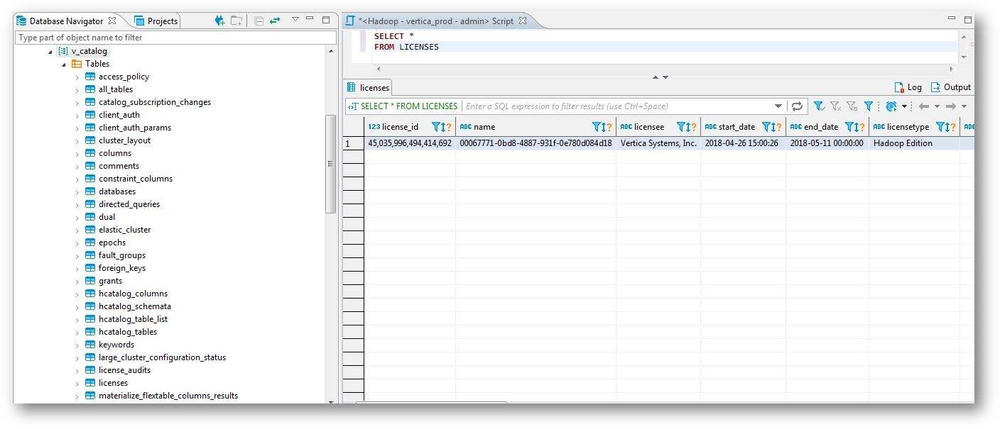 Database Navigator
Projects
Type part of object name to filter
v_catalog
Tables
access_policy
all_tables
catalog_subscription_changes
client_auth
client_auth_params
cluster_layout
columns
comments
constraint_columns
databases
directed_queries
dual
elastic_cluster
epochs
fault_groups
foreign_keys
grants
hcatalog_columns
hcatalog_schemata
hcatalog_table_list
hcatalog_tables
keywords
large_cluster_configuration_status
license_audits
licenses
materialize_flextable_columns_results
*<Hadoop - vertica_prod - admin> Script
SELECT *
FROM LICENSES
licenses
Log Output
SELECT * FROM LICENSES Enter a SQL expression to filter results (use Ctrl+Space)
123 license_id ABC name ABC licensee ABC start_date ABC end_date ABC licensetype ABC
1 45,035,996,494,414,692 00067771-0bd8-4887-931f-0e780d084d18 Vertica Systems, Inc. 2018-04-26 15:00:26 2018-05-11 00:00:00 Hadoop Edition